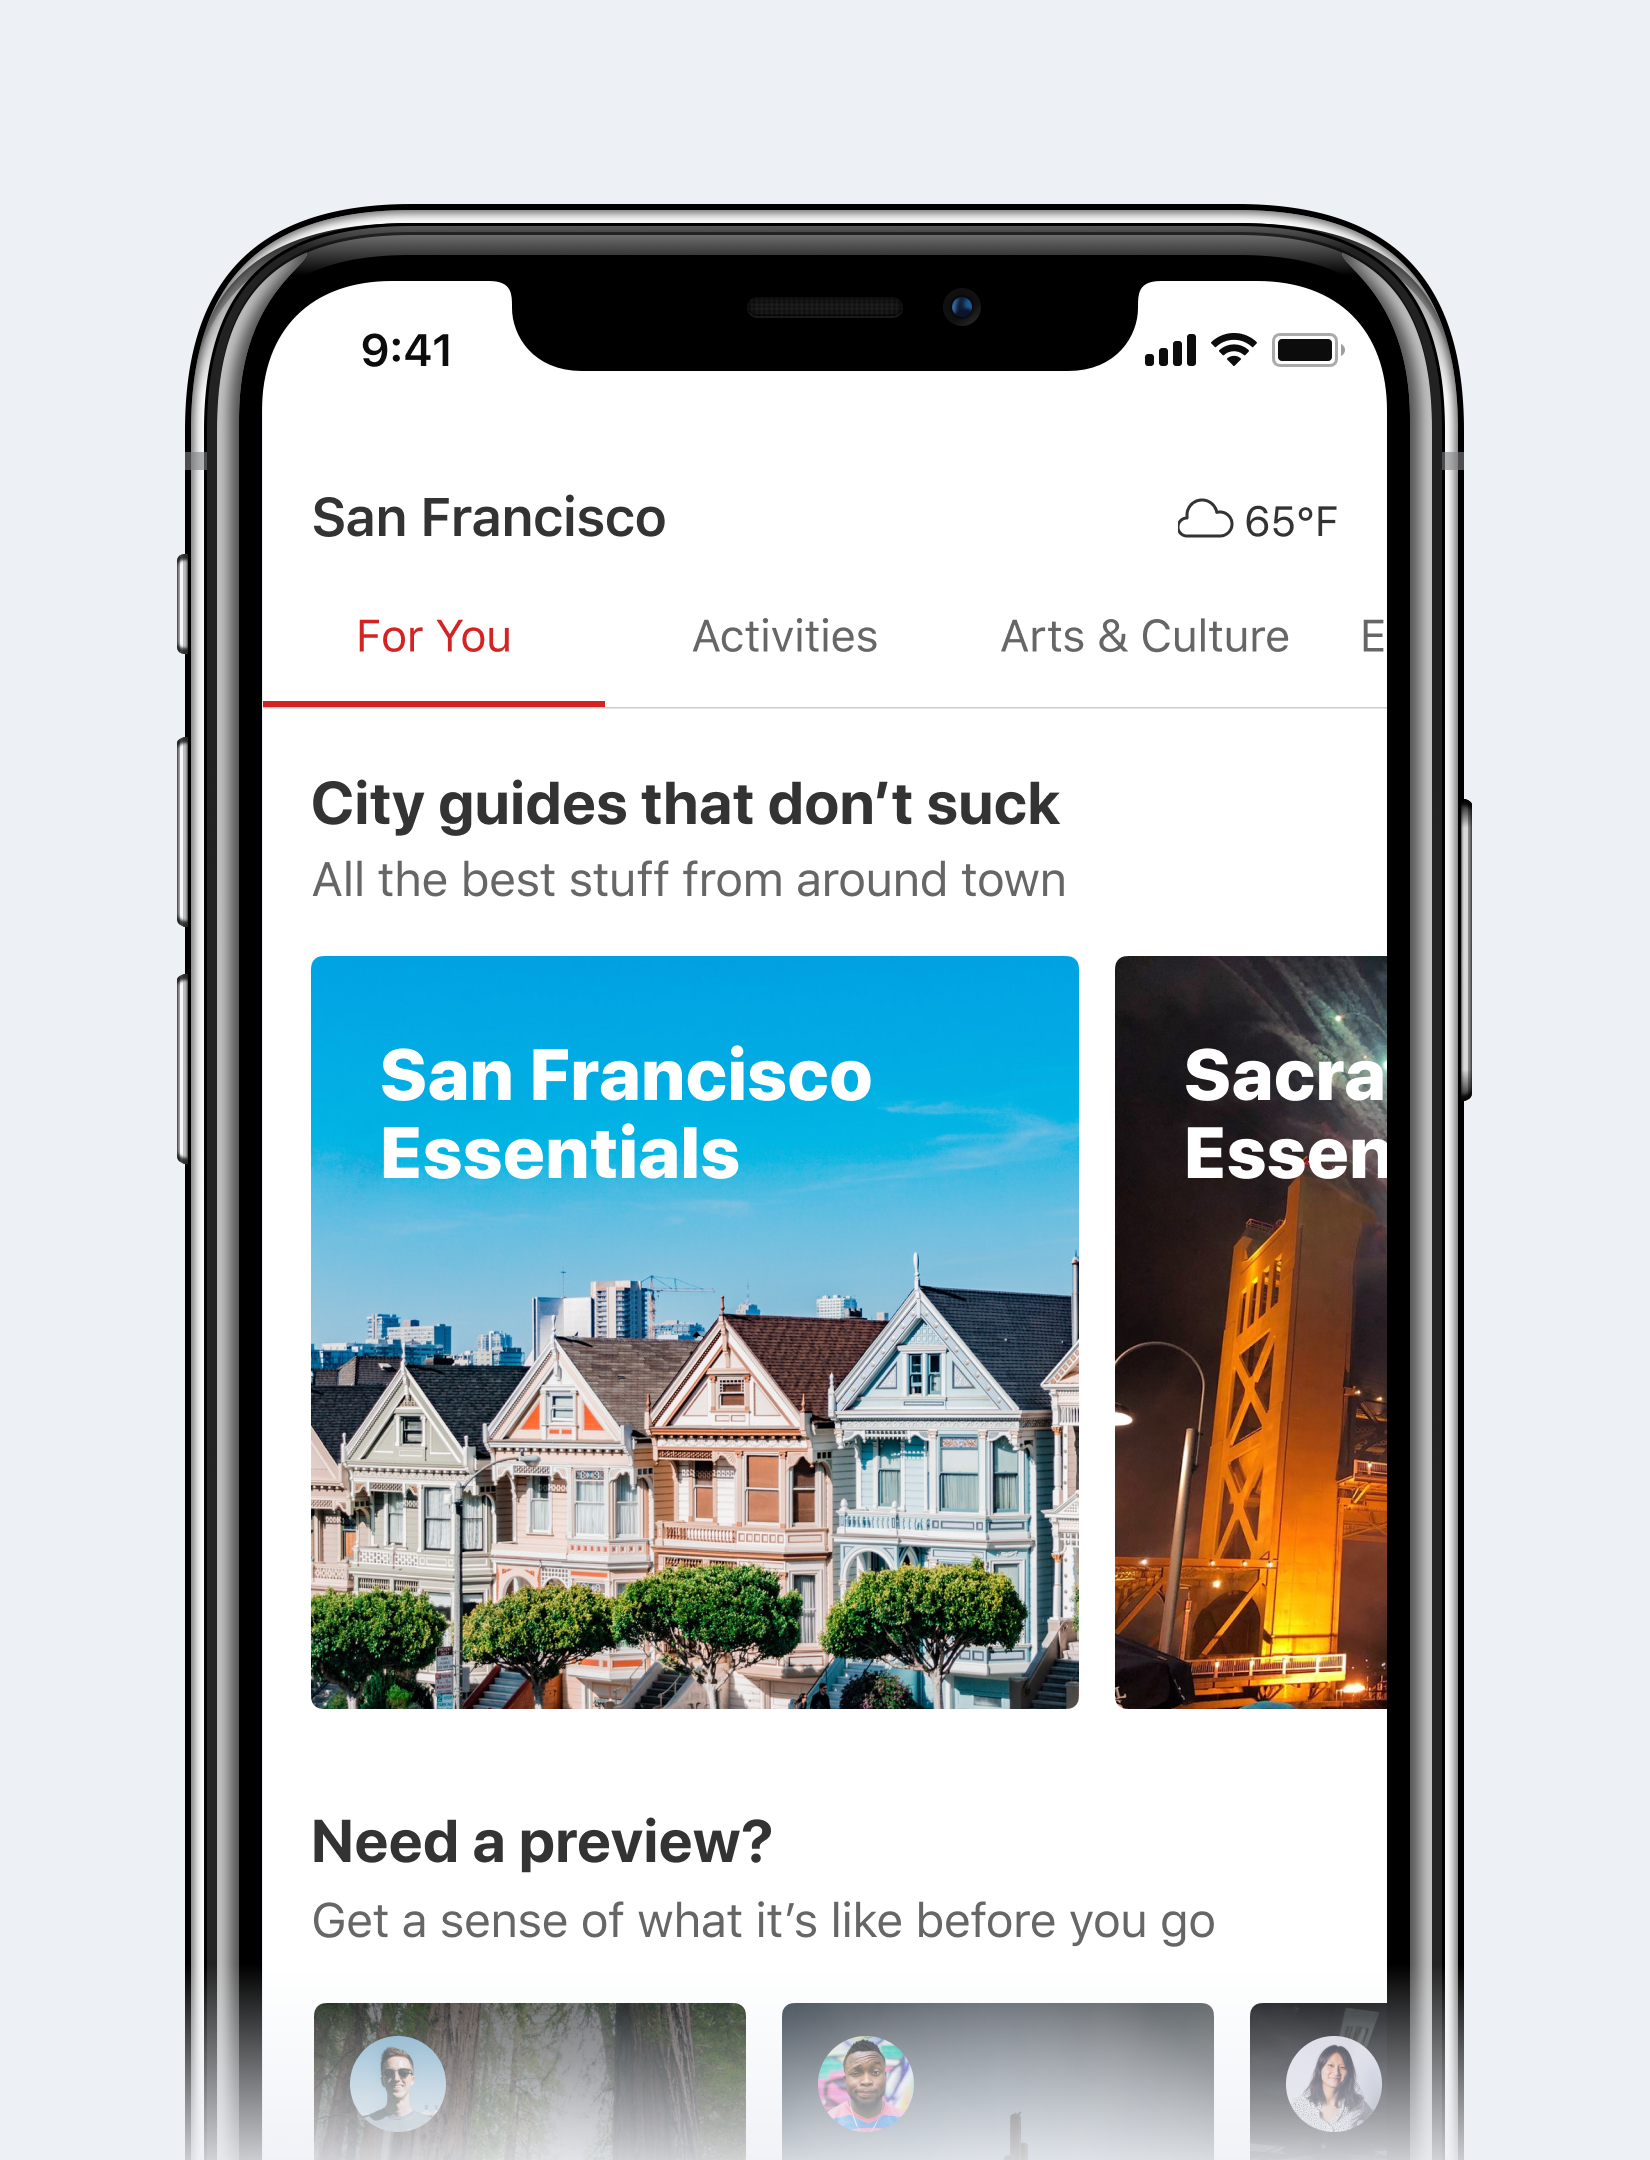 9:41
San Francisco
65°F
For You
Activities
Arts & Culture
E
City guides that don’t suck
All the best stuff from around town
San Francisco
Essentials
Sacra
Essen
Need a preview?
Get a sense of what it’s like before you go